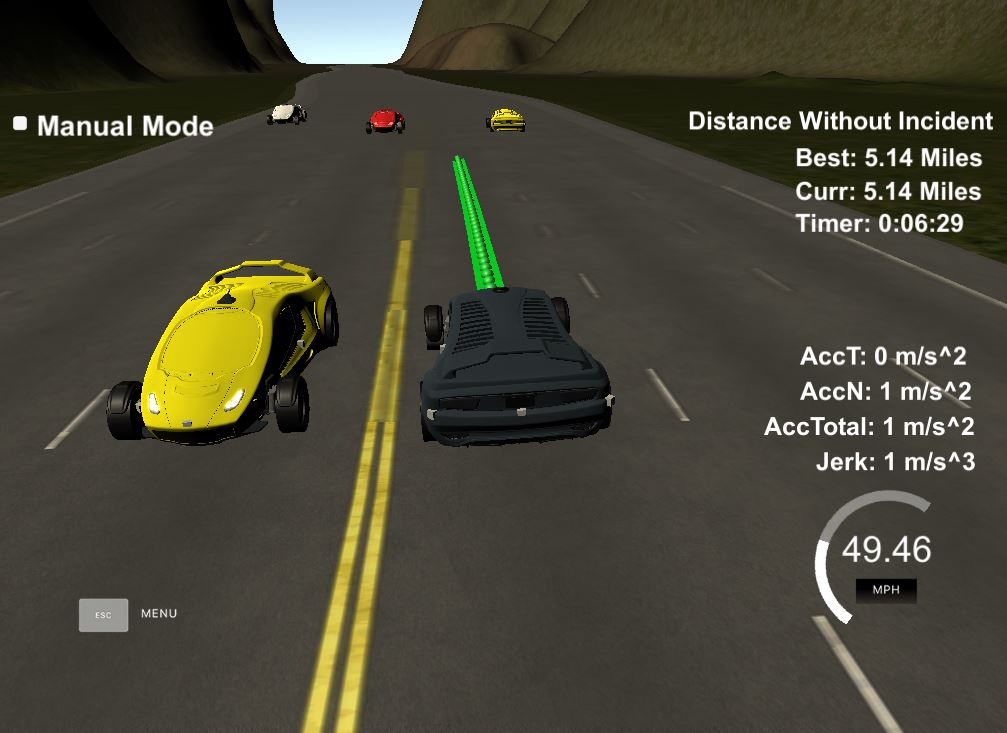 Manual Mode
Distance Without Incident
Best: 5.14 Miles
Curr: 5.14 Miles
Timer: 0:06:29
AccT: 0 m/s^2
AccN: 1 m/s^2
AccTotal: 1 m/s^2
Jerk: 1 m/s^3
49.46
MPH
ESC MENU